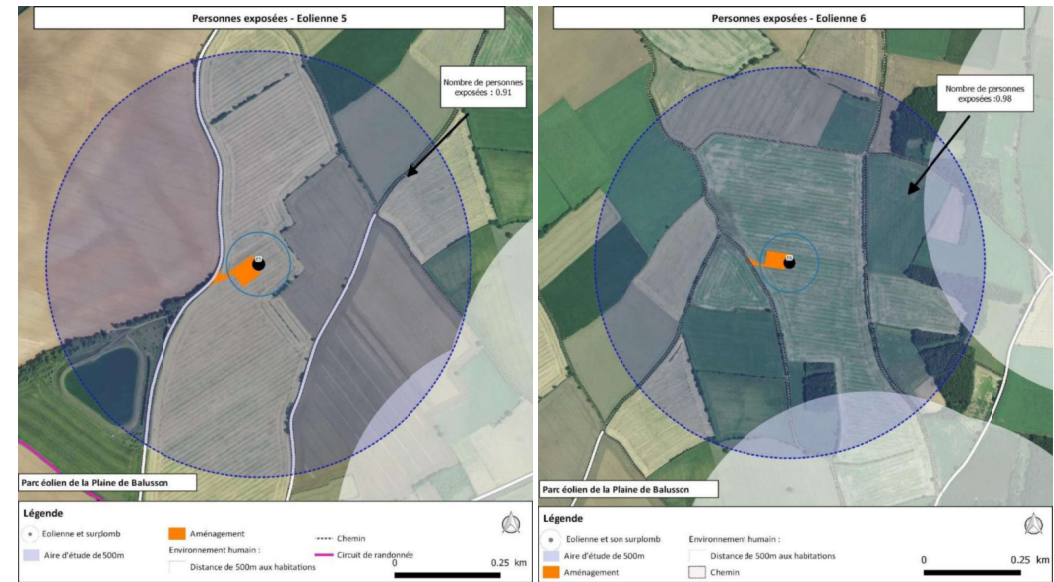 Personnes exposées - Eolienne 5
Nombre de personnes
exposées : 0.91
Parc éolien de la Plaine de Balusson
Légende
Eolienne et surplomb
Aire d'étude de 500m
Aménagement
Environnement humain :
Distance de 500m aux habitations
Chemin
Circuit de randonnée
0
0.25 km
Personnes exposées - Eolienne 6
Nombre de personnes
exposées :0.98
Parc éolien de la Plaine de Balusson
Légende
Eolienne et son surplomb
Aire d'étude de 500m
Aménagement
Environnement humain :
Distance de 500m aux habitations
Chemin
0
0.25 km